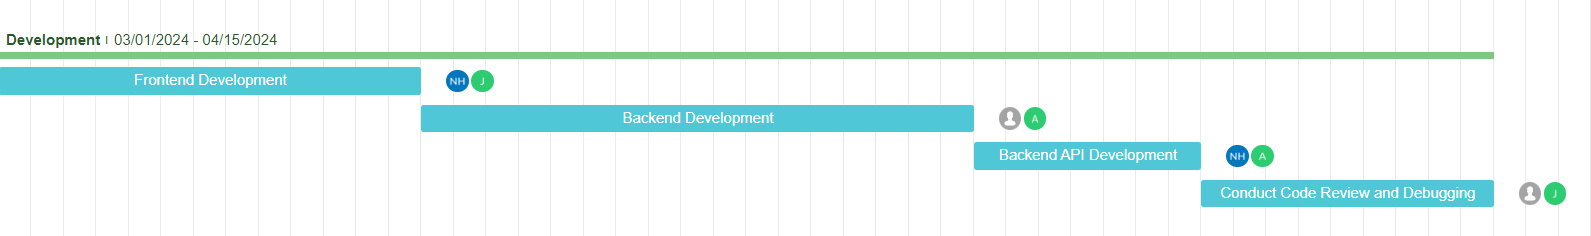 Development | 03/01/2024 - 04/15/2024
Frontend Development NH J
Backend Development A
Backend API Development NH A
Conduct Code Review and Debugging J